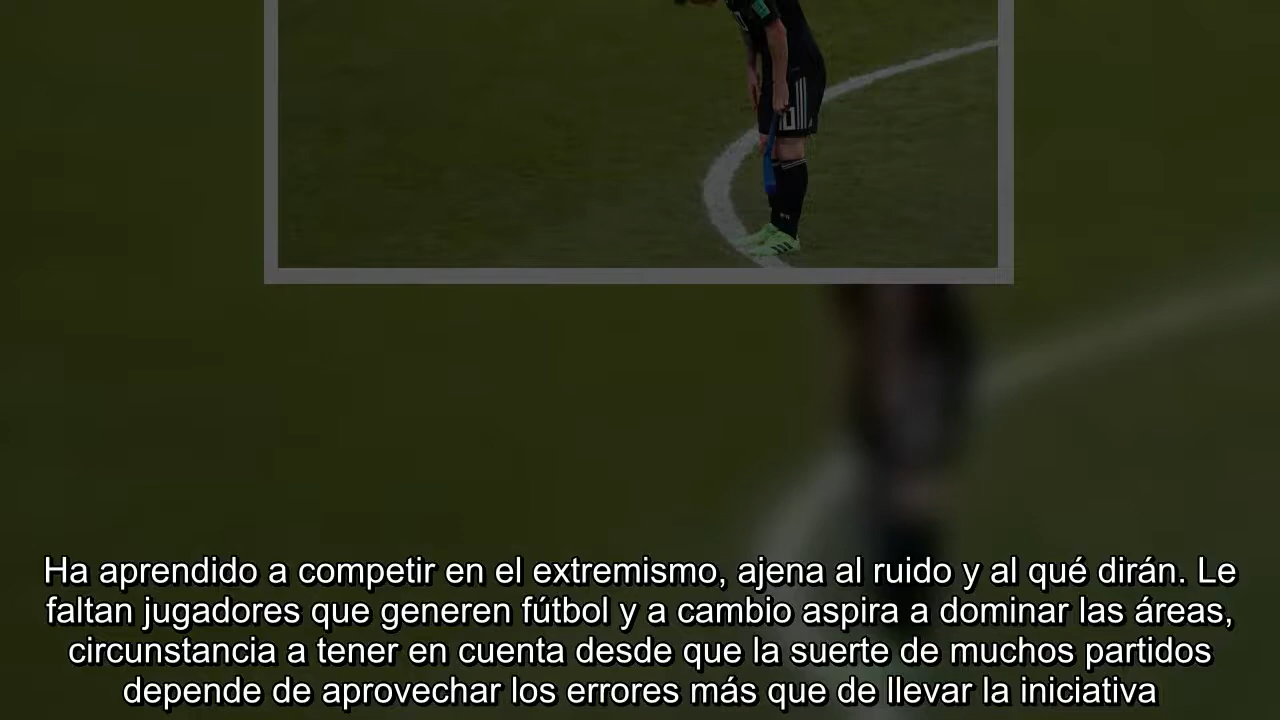 Ha aprendido a competir en el extremismo, ajena al ruido y al qué dirán. Le
faltan jugadores que generen fútbol y a cambio aspira a dominar las áreas,
circunstancia a tener en cuenta desde que la suerte de muchos partidos
depende de aprovechar los errores más que de llevar la iniciativa